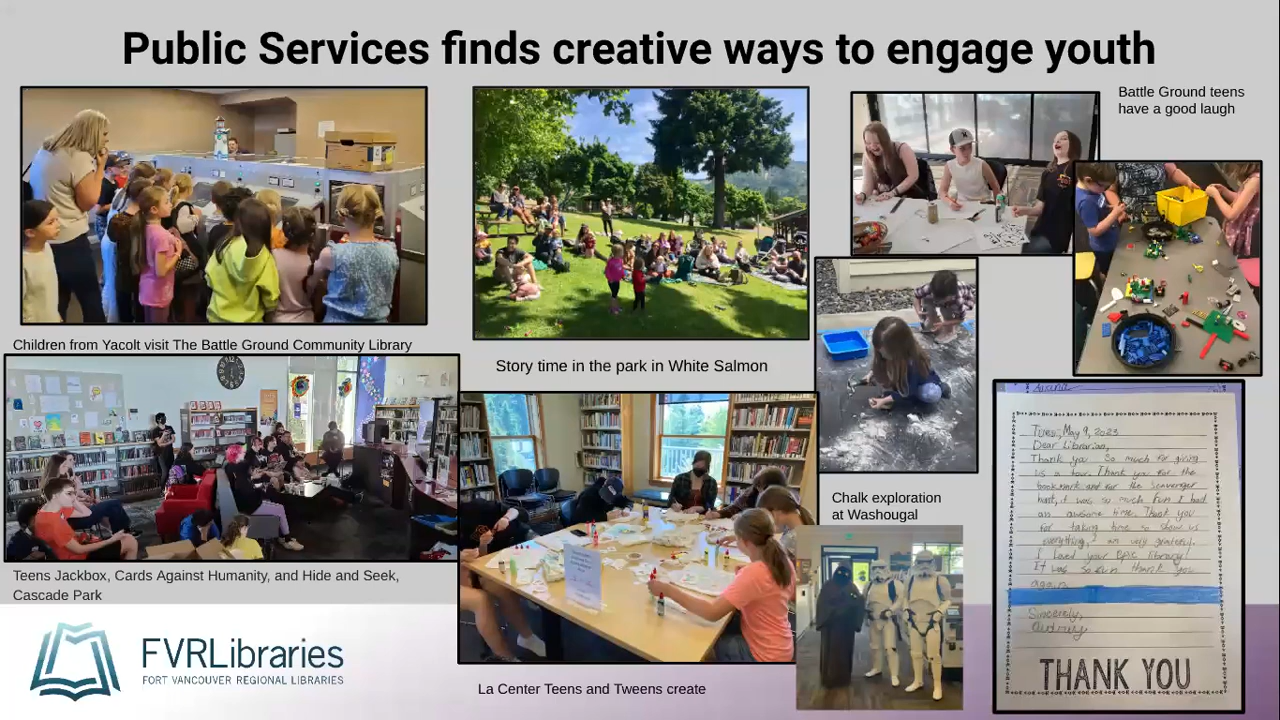 Public Services finds creative ways to engage youth
Battle Ground teens
have a good laugh
Children from Yacolt visit The Battle Ground Community Library
Story time in the park in White Salmon
Chalk exploration
at Washougal
Teens Jackbox, Cards Against Humanity, and Hide and Seek,
Cascade Park
La Center Teens and Tweens create
FVRLibraries
FORT VANCOUVER REGIONAL LIBRARIES
Tues, May 9, 2023
Dear Librarian,
Thank you so much for giving
us a tour. Thank you for the
bookmark and for the scavenger
hunt, it was so much fun I had
an awesome time. Thank you
for taking time to show us
everything, I am very grateful.
I loved your Epic library!
It was so fun thank you
again
Sincerely,
THANK YOU